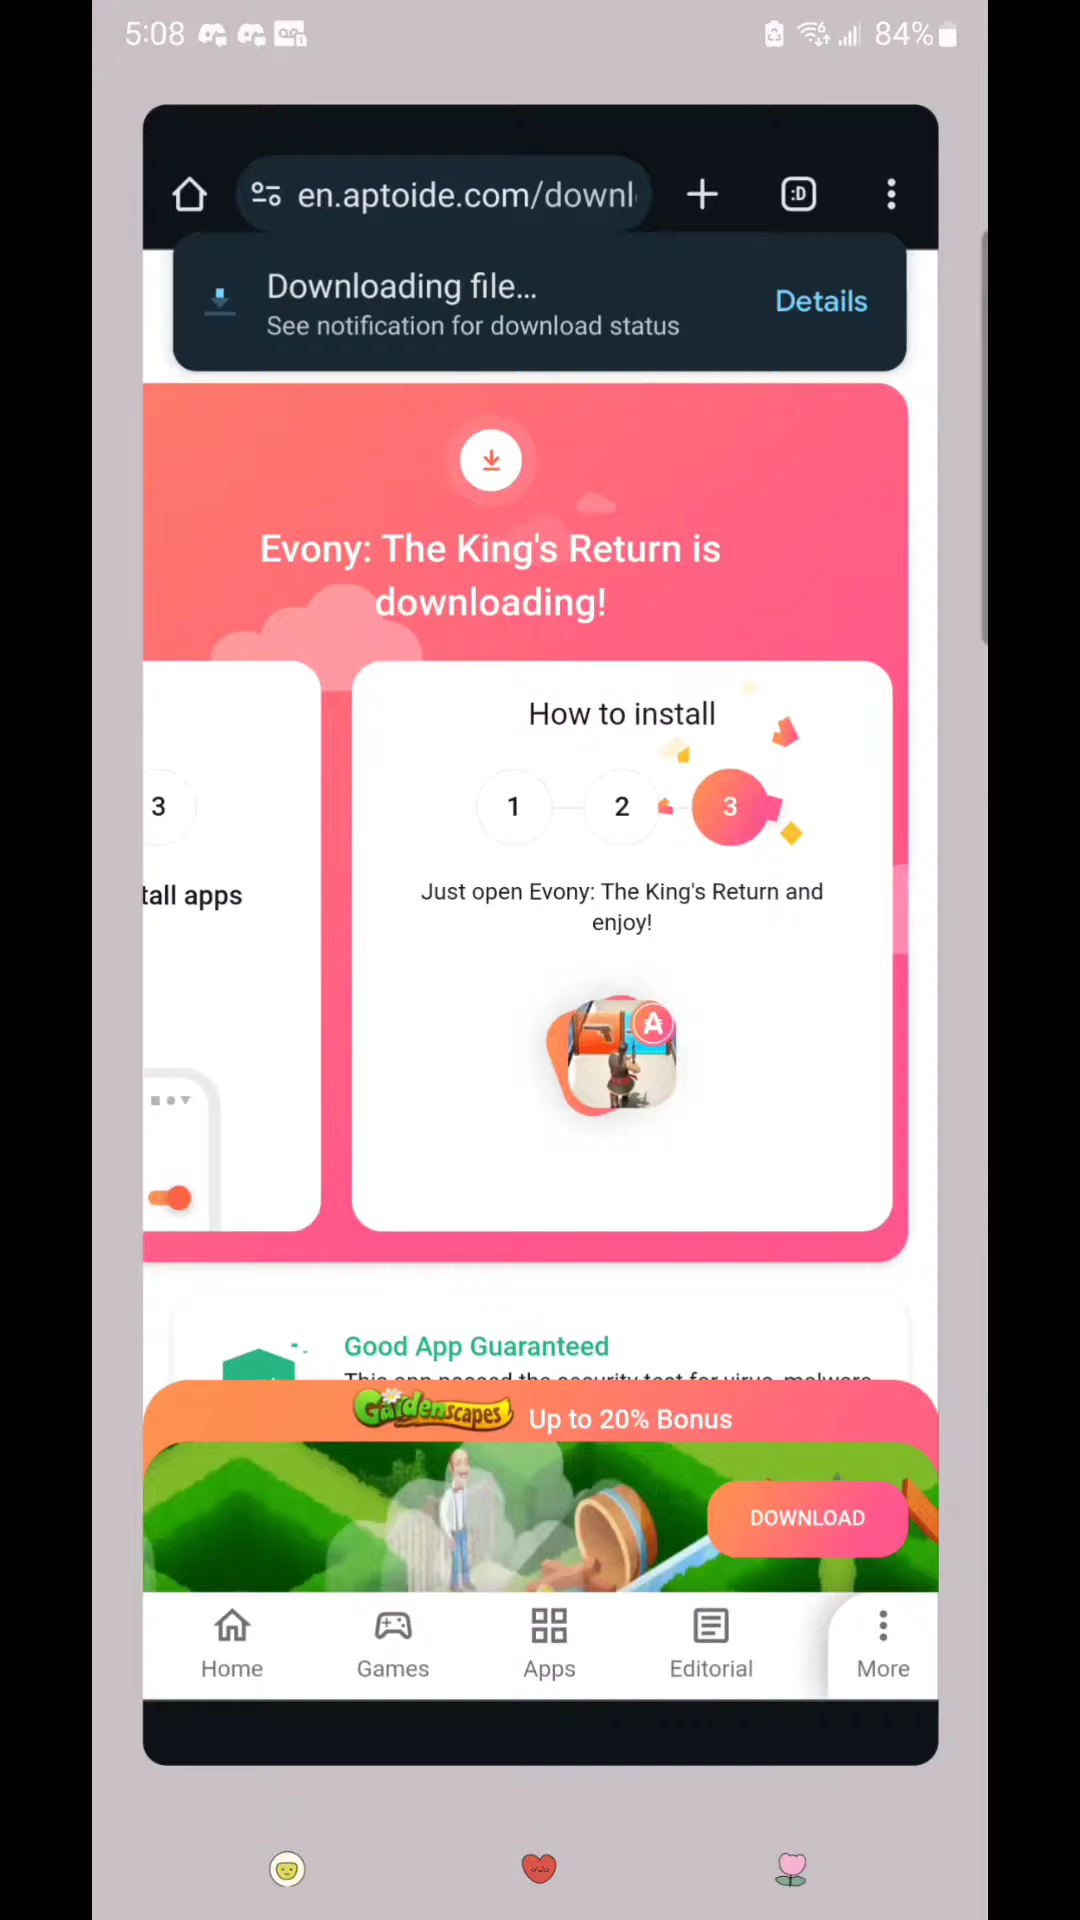 5:08
84%
en.aptoide.com/downl
:D
Downloading file...
See notification for download status
Details
Evony: The King's Return is
downloading!
How to install
3
1
2
3
tall apps
Just open Evony: The King's Return and
enjoy!
Good App Guaranteed
This app passed the security test for virus, malware
Gardenscapes
Up to 20% Bonus
DOWNLOAD
Home
Games
Apps
Editorial
More